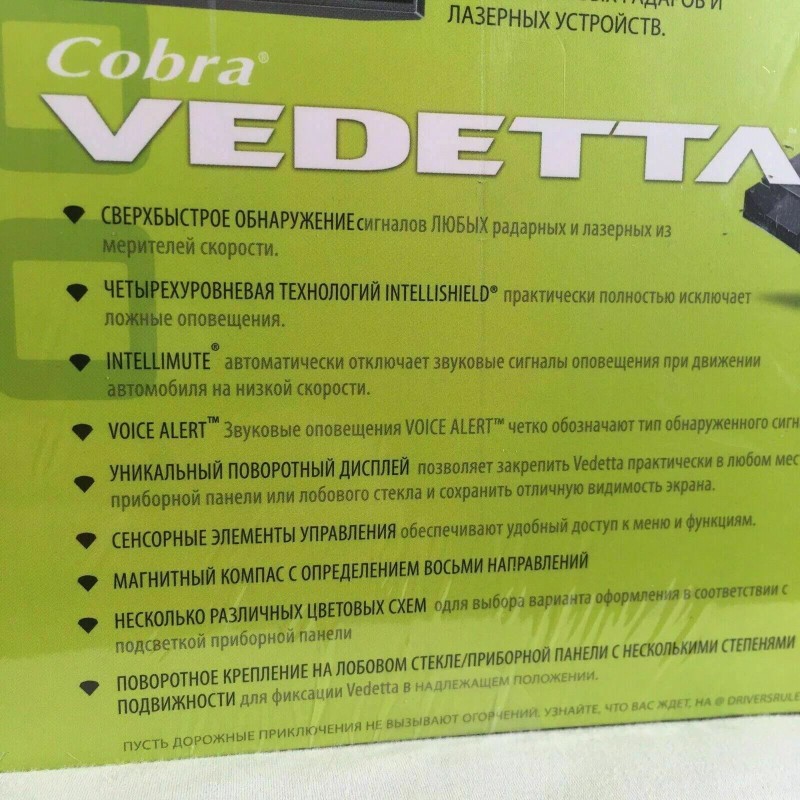 РАДАРОВ И
ЛАЗЕРНЫХ УСТРОЙСТВ.
Cobra®
VEDETTA
СВЕРХБЫСТРОЕ ОБНАРУЖЕНИЕ сигналов ЛЮБЫХ радарных и лазерных из
мерителей скорости.
ЧЕТЫРЕХУРОВНЕВАЯ ТЕХНОЛОГИЙ INTELLISHIELD® практически полностью исключает
ложные оповещения.
INTELLIMUTE® автоматически отключает звуковые сигналы оповещения при движении
автомобиля на низкой скорости.
VOICE ALERT™ Звуковые оповещения VOICE ALERT™ четко обозначают тип обнаруженного сигн
УНИКАЛЬНЫЙ ПОВОРОТНЫЙ ДИСПЛЕЙ позволяет закрепить Vedetta практически в любом мес
приборной панели или лобового стекла и сохранить отличную видимость экрана.
СЕНСОРНЫЕ ЭЛЕМЕНТЫ УПРАВЛЕНИЯ обеспечивают удобный доступ к меню и функциям.
МАГНИТНЫЙ КОМПАС С ОПРЕДЕЛЕНИЕМ ВОСЬМИ НАПРАВЛЕНИЙ
НЕСКОЛЬКО РАЗЛИЧНЫХ ЦВЕТОВЫХ СХЕМ одля выбора варианта оформления в соответствии с
подсветкой приборной панели
ПОВОРОТНОЕ КРЕПЛЕНИЕ НА ЛОБОВОМ СТЕКЛЕ/ПРИБОРНОЙ ПАНЕЛИ С НЕСКОЛЬКИМИ СТЕПЕНЯМИ
ПОДВИЖНОСТИ для фиксации Vedetta в НАДЛЕЖАЩЕМ ПОЛОЖЕНИИ.
ПУСТЬ ДОРОЖНЫЕ ПРИКЛЮЧЕНИЯ НЕ ВЫЗЫВАЮТ ОГОРЧЕНИЙ. УЗНАЙТЕ, ЧТО ВАС ЖДЕТ, НА @ DRIVERSRULE